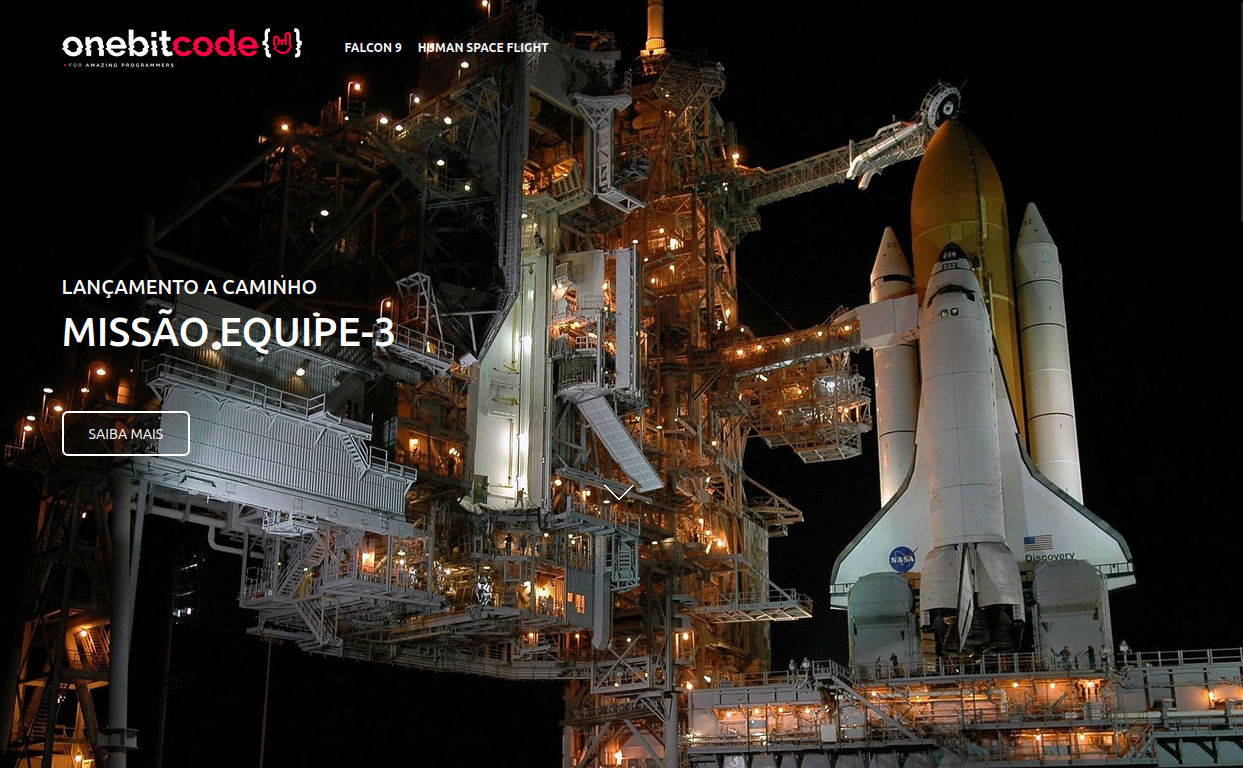 onebitcode
FOR AMAZING PROGRAMMERS
FALCON 9
HUMAN SPACE FLIGHT
LANÇAMENTO A CAMINHO
MISSÃO EQUIPE-3
SAIBA MAIS
NASA
Discovery